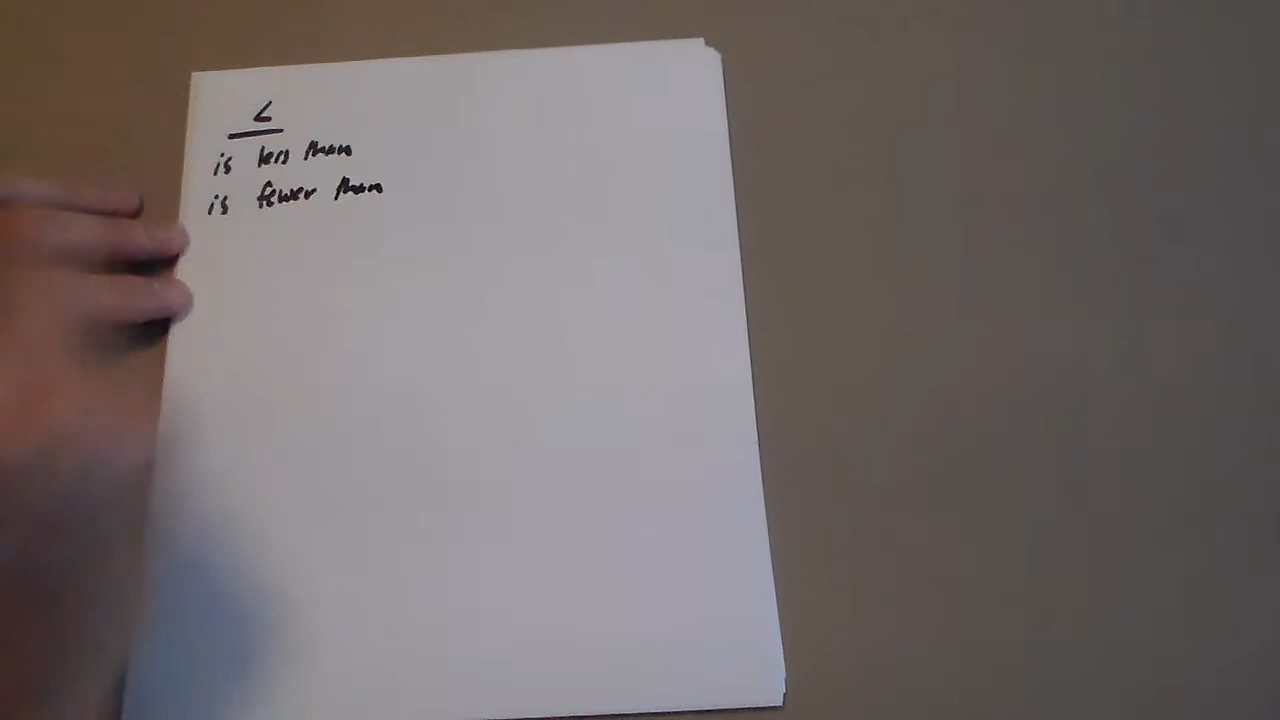 <
is less than
is fewer than